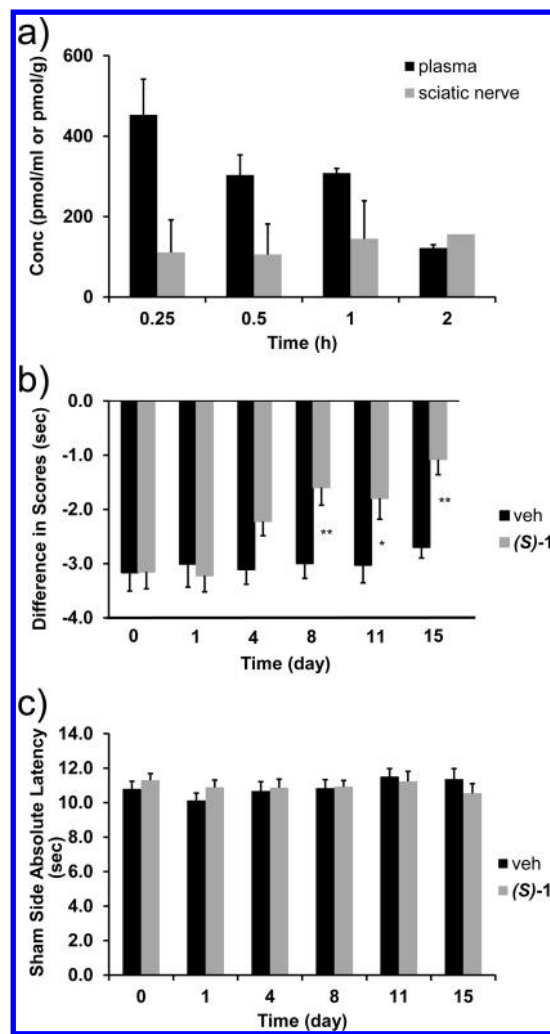 a)
600
400
200
0
Conc (pmol/ml or pmol/g)
plasma
sciatic nerve
0.25 0.5 1 2
Time (h)
b)
0.0
-1.0
-2.0
-3.0
-4.0
Difference in Scores (sec)
** * **
veh
(S)-1
0 1 4 8 11 15
Time (day)
c)
14.0
12.0
10.0
8.0
6.0
4.0
2.0
0.0
Sham Side Absolute Latency
(sec)
veh
(S)-1
0 1 4 8 11 15
Time (day)